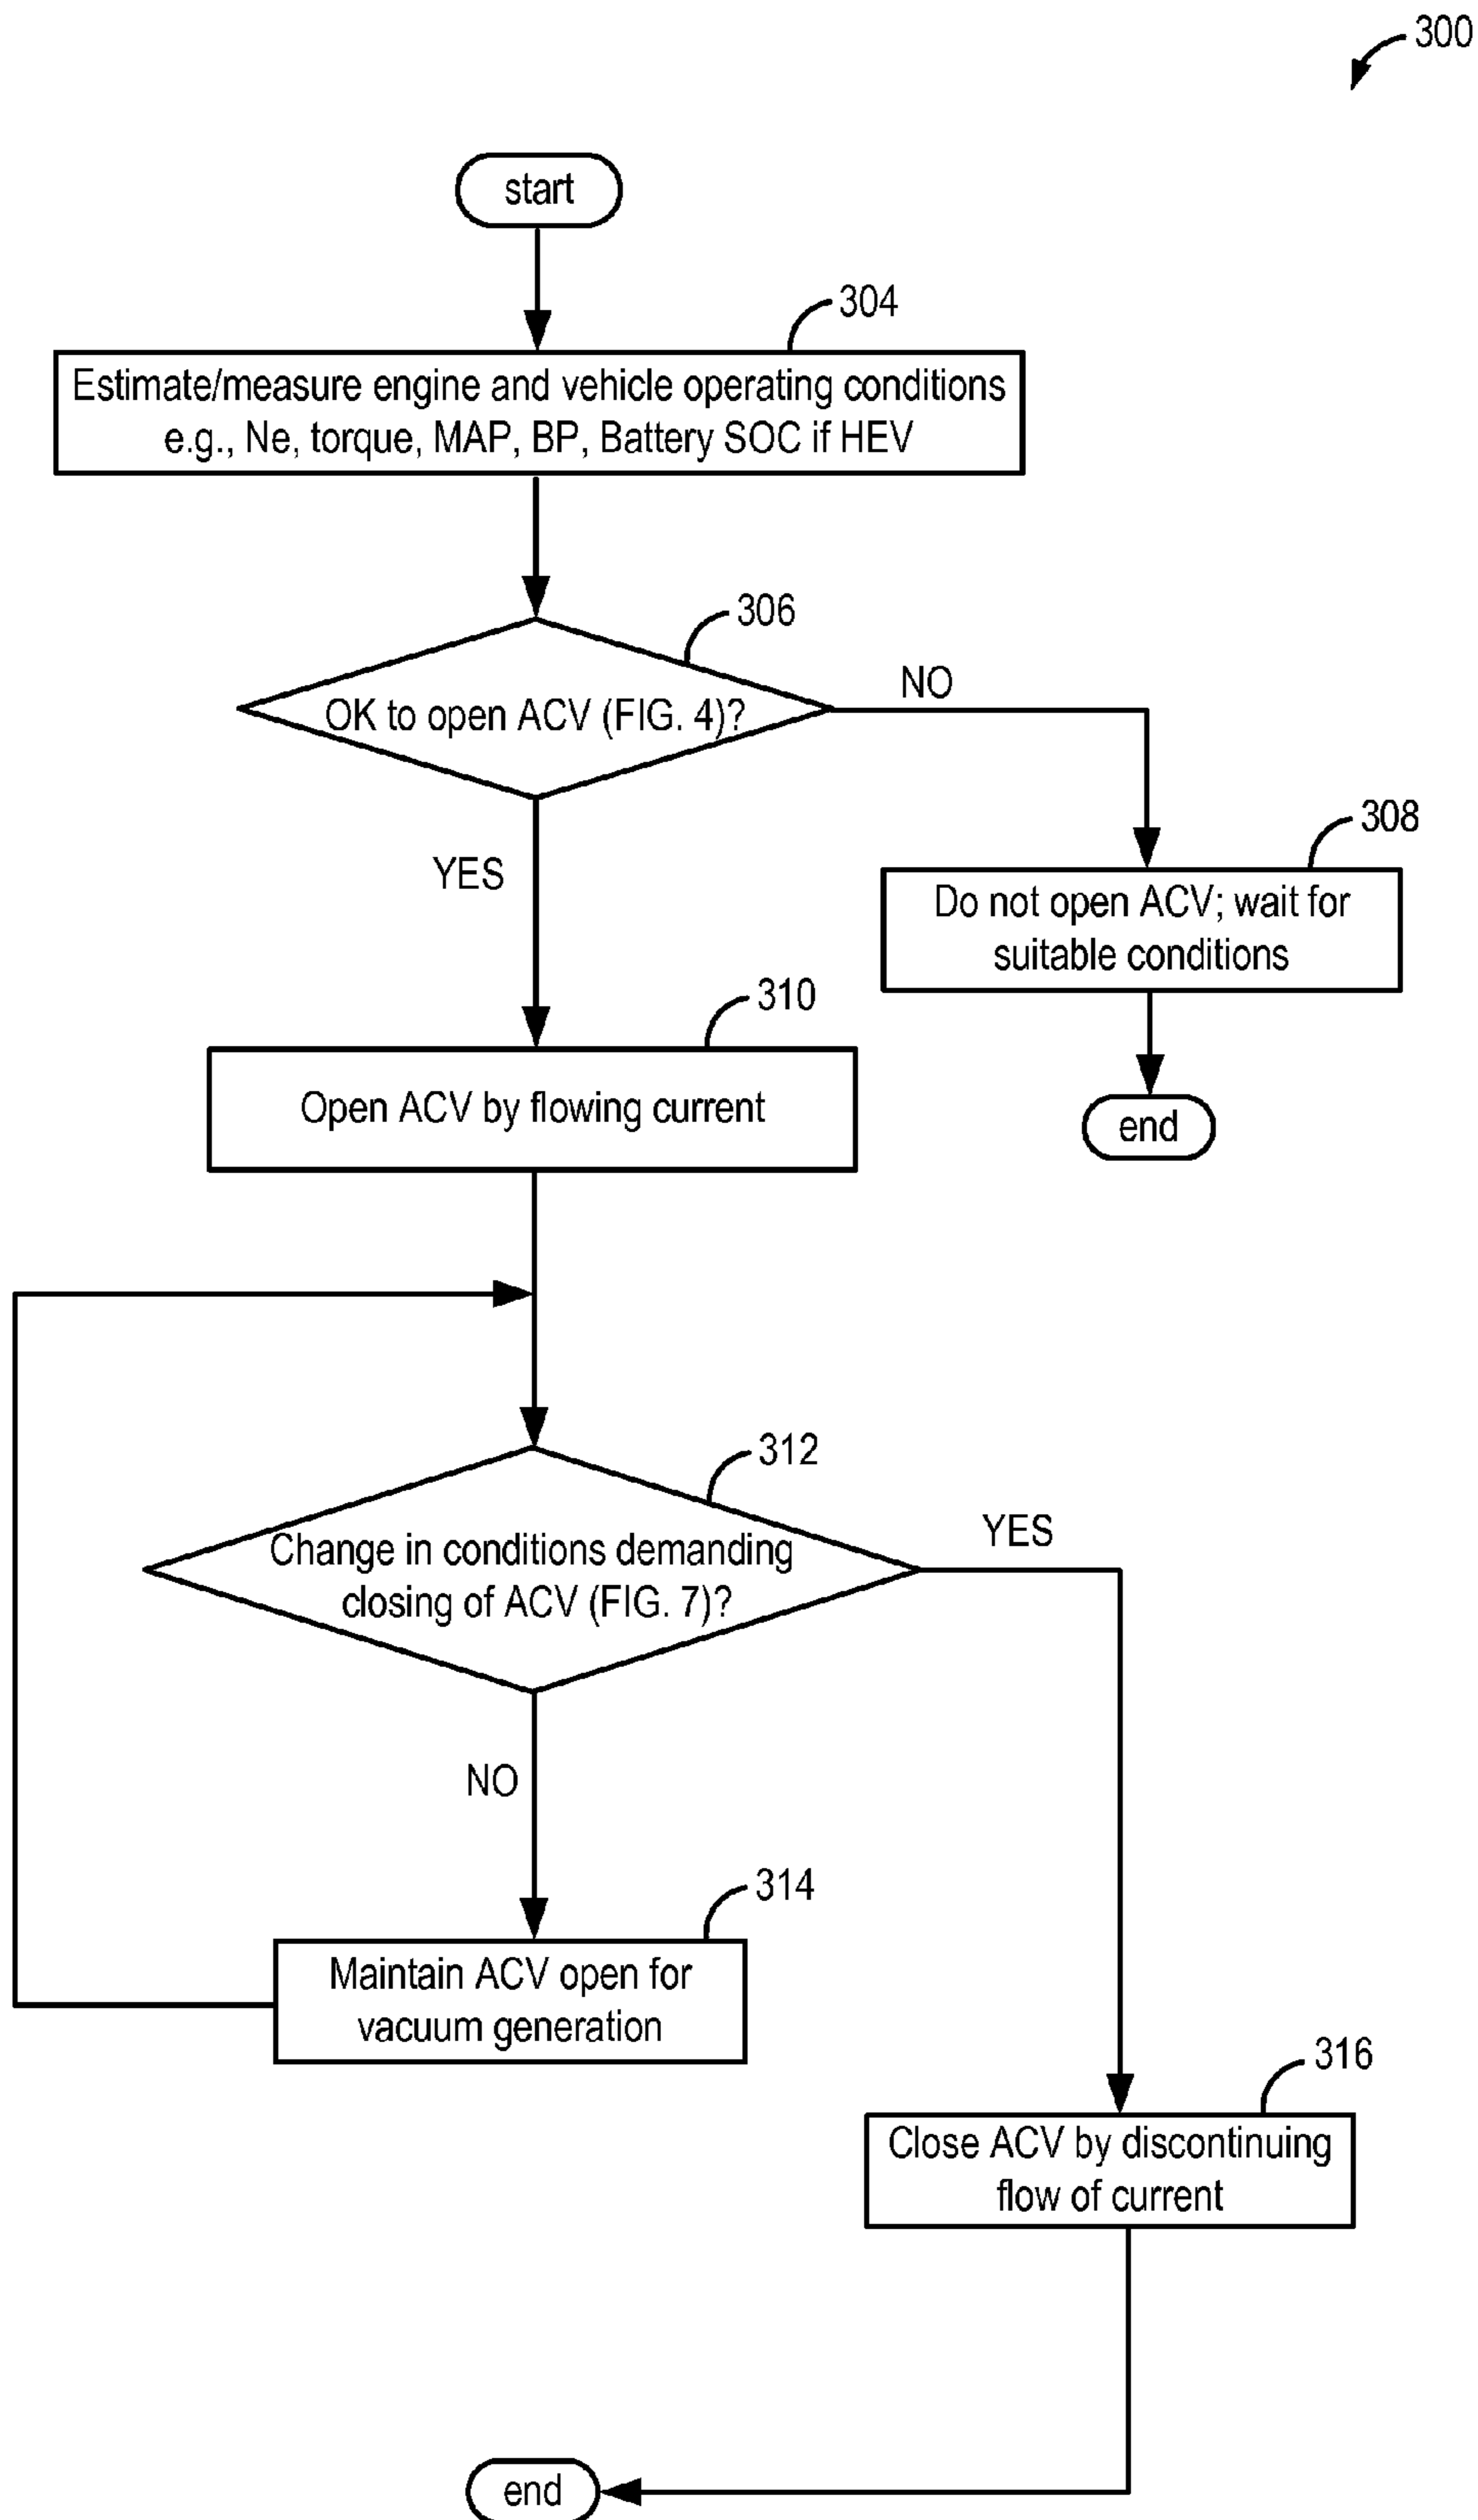 300
start
304
Estimate/measure engine and vehicle operating conditions
e.g., Ne, torque, MAP, BP, Battery SOC if HEV
306
OK to open ACV (FIG. 4)?
NO
YES
308
Do not open ACV; wait for
suitable conditions
310
Open ACV by flowing current
end
312
Change in conditions demanding
closing of ACV (FIG. 7)?
YES
NO
314
Maintain ACV open for
vacuum generation
316
Close ACV by discontinuing
flow of current
end